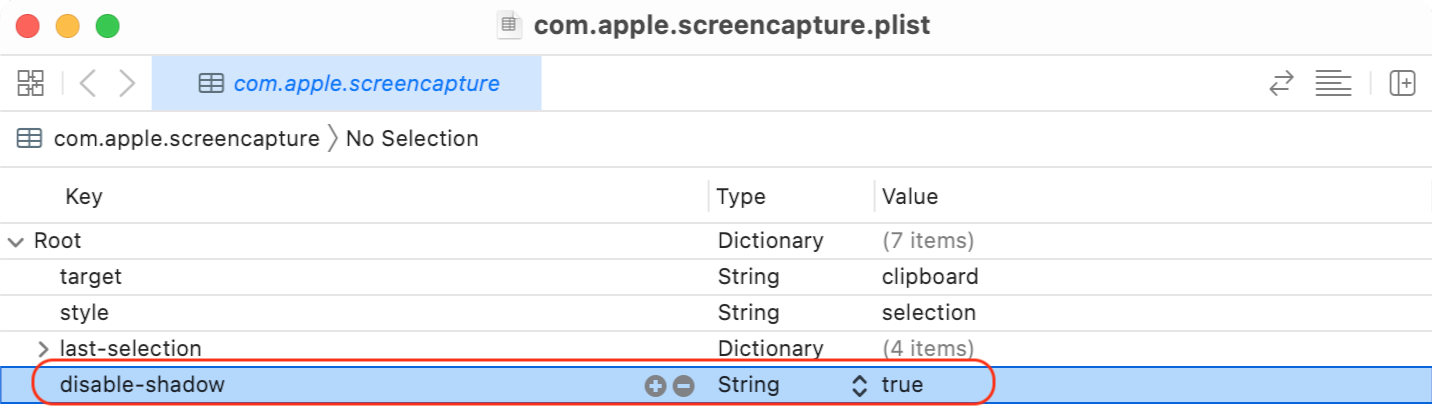 com.apple.screencapture.plist
com.apple.screencapture
com.apple.screencapture No Selection
Key Type Value
Root Dictionary (7 items)
target String clipboard
style String selection
last-selection Dictionary (4 items)
disable-shadow String true